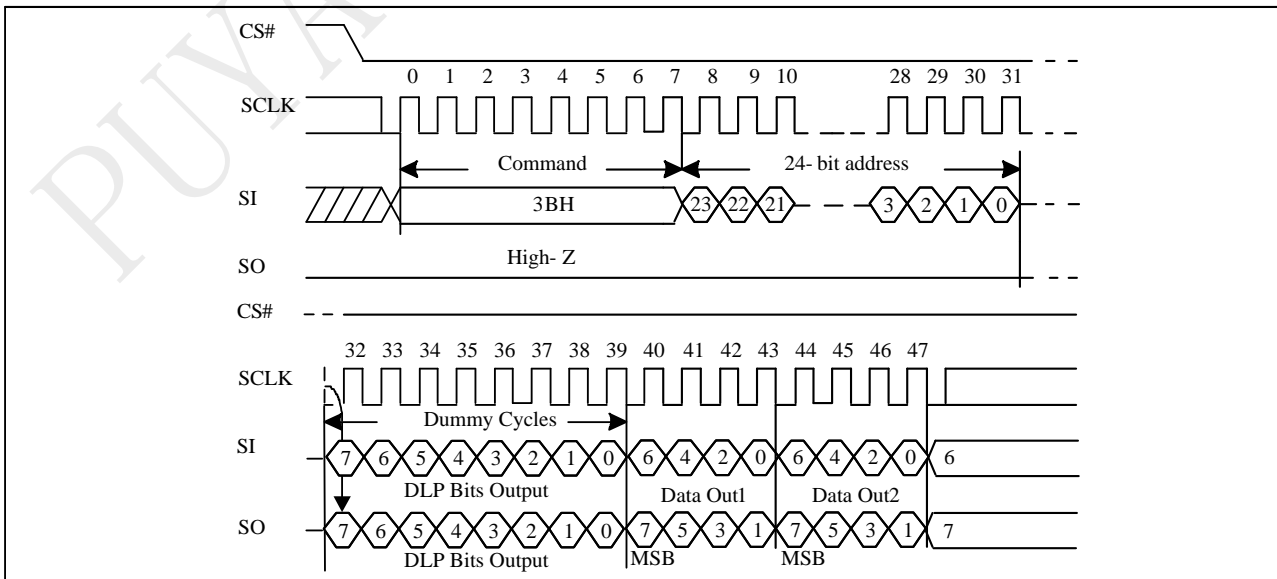 PUYA
CS#
0 1 2 3 4 5 6 7 8 9 10 28 29 30 31
SCLK
Command 24- bit address
SI 3BH 23 22 21 3 2 1 0
High- Z
SO
CS#
32 33 34 35 36 37 38 39 40 41 42 43 44 45 46 47
SCLK
Dummy Cycles
SI 7 6 5 4 3 2 1 0 6 4 2 0 6 4 2 0 6
DLP Bits Output Data Out1 Data Out2
SO 7 6 5 4 3 2 1 0 7 5 3 1 7 5 3 1 7
DLP Bits Output MSB MSB